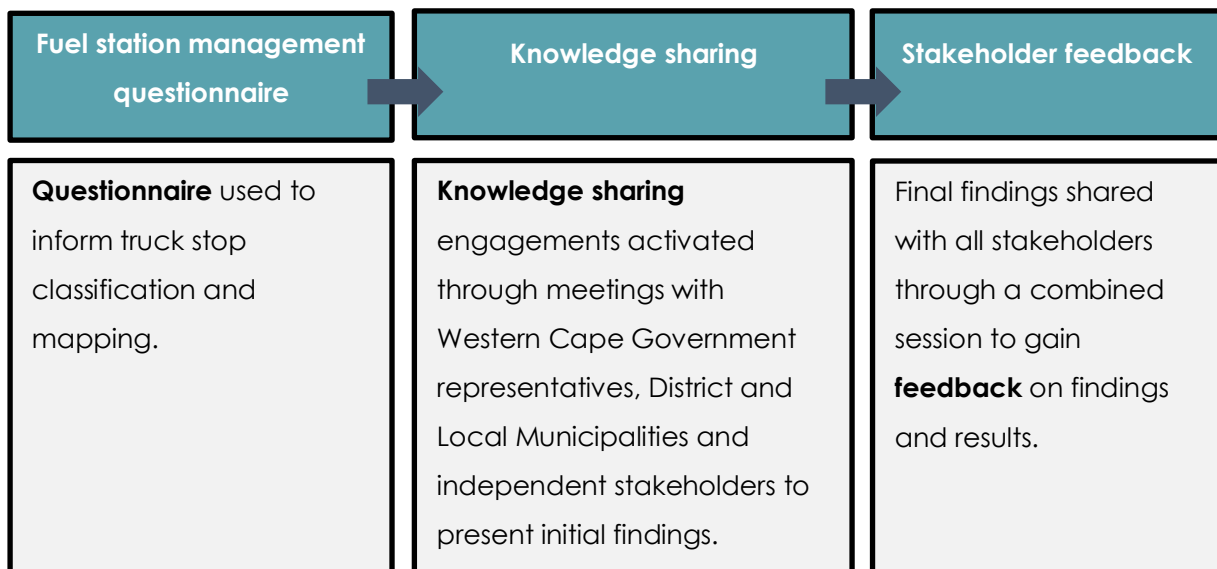 Fuel station management
questionnaire
Knowledge sharing
Stakeholder feedback
Questionnaire used to
inform truck stop
classification and
mapping.
Knowledge sharing
engagements activated
through meetings with
Western Cape Government
representatives, District and
Local Municipalities and
independent stakeholders to
present initial findings.
Final findings shared
with all stakeholders
through a combined
session to gain
feedback on findings
and results.